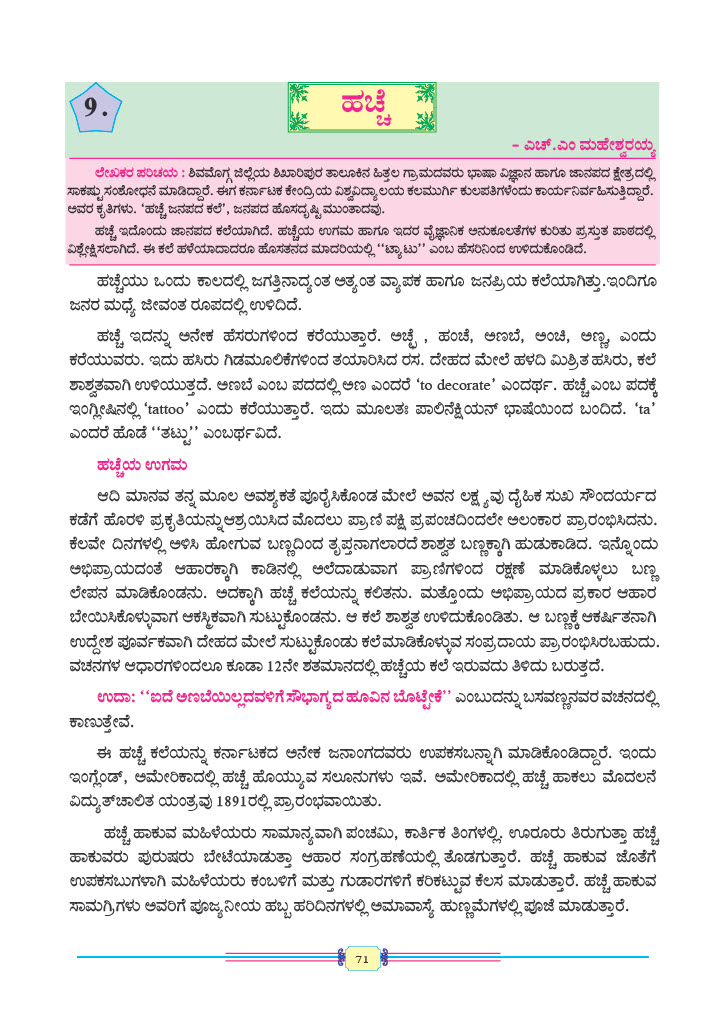 9.
ಹಚ್ಚೆ
– ಎಚ್.ಎಂ ಮಹೇಶ್ವರಯ್ಯ
ಲೇಖಕರ ಪರಿಚಯ : ಶಿವಮೊಗ್ಗ ಜಿಲ್ಲೆಯ ಶಿಖಾರಿಪುರ ತಾಲೂಕಿನ ಹಿತ್ತಲ ಗ್ರಾಮದವರು ಭಾಷಾ ವಿಜ್ಞಾನ ಹಾಗೂ ಜಾನಪದ ಕ್ಷೇತ್ರದಲ್ಲಿ
ಸಾಕಷ್ಟು ಸಂಶೋಧನೆ ಮಾಡಿದ್ದಾರೆ. ಈಗ ಕರ್ನಾಟಕ ಕೇಂದ್ರಿಯ ವಿಶ್ವವಿದ್ಯಾಲಯ ಕಲಮುರ್ಗಿ ಕುಲಪತಿಗಳೆಂದು ಕಾರ್ಯನಿರ್ವಹಿಸುತ್ತಿದ್ದಾರೆ.
ಅವರ ಕೃತಿಗಳು. ‘ಹಚ್ಚೆ ಜನಪದ ಕಲೆ’, ಜನಪದ ಹೊಸದೃಷ್ಟಿ ಮುಂತಾದವು.
ಹಚ್ಚೆ ಇದೊಂದು ಜಾನಪದ ಕಲೆಯಾಗಿದೆ. ಹಚ್ಚೆಯ ಉಗಮ ಹಾಗೂ ಇದರ ವೈಜ್ಞಾನಿಕ ಅನುಕೂಲತೆಗಳ ಕುರಿತು ಪ್ರಸ್ತುತ ಪಾಠದಲ್ಲಿ
ವಿಶ್ಲೇಕ್ಷಿಸಲಾಗಿದೆ. ಈ ಕಲೆ ಹಳೆಯಾದಾದರೂ ಹೊಸತನದ ಮಾದರಿಯಲ್ಲಿ ‘‘ಟ್ಯಾಟು’’ ಎಂಬ ಹೆಸರಿನಿಂದ ಉಳಿದುಕೊಂಡಿದೆ.
ಹಚ್ಚೆಯು ಒಂದು ಕಾಲದಲ್ಲಿ ಜಗತ್ತಿನಾದ್ಯಂತ ಅತ್ಯಂತ ವ್ಯಾಪಕ ಹಾಗೂ ಜನಪ್ರಿಯ ಕಲೆಯಾಗಿತ್ತು.ಇಂದಿಗೂ
ಜನರ ಮಧ್ಯೆ ಜೀವಂತ ರೂಪದಲ್ಲಿ ಉಳಿದಿದೆ.
ಹಚ್ಚೆ ಇದನ್ನು ಅನೇಕ ಹೆಸರುಗಳಿಂದ ಕರೆಯುತ್ತಾರೆ. ಅಚ್ಛೆ , ಹಂಚೆ, ಅಣಬೆ, ಅಂಚಿ, ಅಣ್ಣ, ಎಂದು
ಕರೆಯುವರು. ಇದು ಹಸಿರು ಗಿಡಮೂಲಿಕೆಗಳಿಂದ ತಯಾರಿಸಿದ ರಸ. ದೇಹದ ಮೇಲೆ ಹಳದಿ ಮಿಶ್ರಿತ ಹಸಿರು, ಕಲೆ
ಶಾಶ್ವತವಾಗಿ ಉಳಿಯುತ್ತದೆ. ಅಣಬೆ ಎಂಬ ಪದದಲ್ಲಿ ಅಣ ಎಂದರೆ ‘to decorate’ ಎಂದರ್ಥ. ಹಚ್ಚೆ ಎಂಬ ಪದಕ್ಕೆ
ಇಂಗ್ಲೀಷಿನಲ್ಲಿ ‘tattoo’ ಎಂದು ಕರೆಯುತ್ತಾರೆ. ಇದು ಮೂಲತಃ ಪಾಲಿನೆಕ್ಷಿಯನ್ ಭಾಷೆಯಿಂದ ಬಂದಿದೆ. ‘ta’
ಎಂದರೆ ಹೊಡೆ ‘‘ತಟ್ಟು’’ ಎಂಬರ್ಥವಿದೆ.
ಹಚ್ಚೆಯ ಉಗಮ
ಆದಿ ಮಾನವ ತನ್ನ ಮೂಲ ಅವಶ್ಯಕತೆ ಪೂರೈಸಿಕೊಂಡ ಮೇಲೆ ಅವನ ಲಕ್ಷ್ಯವು ದೈಹಿಕ ಸುಖ ಸೌಂದರ್ಯದ
ಕಡೆಗೆ ಹೊರಳಿ ಪ್ರಕೃತಿಯನ್ನು ಆಶ್ರಯಿಸಿದ ಮೊದಲು ಪ್ರಾಣಿ ಪಕ್ಷಿ ಪ್ರಪಂಚದಿಂದಲೇ ಅಲಂಕಾರ ಪ್ರಾರಂಭಿಸಿದನು.
ಕೆಲವೇ ದಿನಗಳಲ್ಲಿ ಅಳಿಸಿ ಹೋಗುವ ಬಣ್ಣದಿಂದ ತೃಪ್ತನಾಗಲಾರದೆ ಶಾಶ್ವತ ಬಣ್ಣಕ್ಕಾಗಿ ಹುಡುಕಾಡಿದ. ಇನ್ನೊಂದು
ಅಭಿಪ್ರಾಯದಂತೆ ಆಹಾರಕ್ಕಾಗಿ ಕಾಡಿನಲ್ಲಿ ಅಲೆದಾಡುವಾಗ ಪ್ರಾಣಿಗಳಿಂದ ರಕ್ಷಣೆ ಮಾಡಿಕೊಳ್ಳಲು ಬಣ್ಣ
ಲೇಪನ ಮಾಡಿಕೊಂಡನು. ಅದಕ್ಕಾಗಿ ಹಚ್ಚೆ ಕಲೆಯನ್ನು ಕಲಿತನು. ಮತ್ತೊಂದು ಅಭಿಪ್ರಾಯದ ಪ್ರಕಾರ ಆಹಾರ
ಬೇಯಿಸಿಕೊಳ್ಳುವಾಗ ಆಕಸ್ಮಿಕವಾಗಿ ಸುಟ್ಟುಕೊಂಡನು. ಆ ಕಲೆ ಶಾಶ್ವತ ಉಳಿದುಕೊಂಡಿತು. ಆ ಬಣ್ಣಕ್ಕೆ ಆಕರ್ಷಿತನಾಗಿ
ಉದ್ದೇಶ ಪೂರ್ವಕವಾಗಿ ದೇಹದ ಮೇಲೆ ಸುಟ್ಟುಕೊಂಡು ಕಲೆ ಮಾಡಿಕೊಳ್ಳುವ ಸಂಪ್ರದಾಯ ಪ್ರಾರಂಭಿಸಿರಬಹುದು.
ವಚನಗಳ ಆಧಾರಗಳಿಂದಲೂ ಕೂಡಾ 12ನೇ ಶತಮಾನದಲ್ಲಿ ಹಚ್ಚೆಯ ಕಲೆ ಇರುವದು ತಿಳಿದು ಬರುತ್ತದೆ.
ಉದಾ: ‘‘ಐದೆ ಅಣಬೆಯಿಲ್ಲದವಳಿಗೆ ಸೌಭಾಗ್ಯದ ಹೂವಿನ ಬೊಟ್ಟೇಕೆ’’ ಎಂಬುದನ್ನು ಬಸವಣ್ಣನವರ ವಚನದಲ್ಲಿ
ಕಾಣುತ್ತೇವೆ.
ಈ ಹಚ್ಚೆ ಕಲೆಯನ್ನು ಕರ್ನಾಟಕದ ಅನೇಕ ಜನಾಂಗದವರು ಉಪಕಸಬನ್ನಾಗಿ ಮಾಡಿಕೊಂಡಿದ್ದಾರೆ. ಇಂದು
ಇಂಗ್ಲೆಂಡ್, ಅಮೇರಿಕಾದಲ್ಲಿ ಹಚ್ಚೆ ಹೊಯ್ಯುವ ಸಲೂನುಗಳು ಇವೆ. ಅಮೇರಿಕಾದಲ್ಲಿ ಹಚ್ಚೆ ಹಾಕಲು ಮೊದಲನೆ
ವಿದ್ಯುತ್‌ಚಾಲಿತ ಯಂತ್ರವು 1891ರಲ್ಲಿ ಪ್ರಾರಂಭವಾಯಿತು.
ಹಚ್ಚೆ ಹಾಕುವ ಮಹಿಳೆಯರು ಸಾಮಾನ್ಯವಾಗಿ ಪಂಚಮಿ, ಕಾರ್ತಿಕ ತಿಂಗಳಲ್ಲಿ. ಊರೂರು ತಿರುಗುತ್ತಾ ಹಚ್ಚೆ
ಹಾಕುವರು ಪುರುಷರು ಬೇಟೆಯಾಡುತ್ತಾ ಆಹಾರ ಸಂಗ್ರಹಣೆಯಲ್ಲಿ ತೊಡಗುತ್ತಾರೆ. ಹಚ್ಚೆ ಹಾಕುವ ಜೊತೆಗೆ
ಉಪಕಸಬುಗಳಾಗಿ ಮಹಿಳೆಯರು ಕಂಬಳಿಗೆ ಮತ್ತು ಗುಡಾರಗಳಿಗೆ ಕರಿಕಟ್ಟುವ ಕೆಲಸ ಮಾಡುತ್ತಾರೆ. ಹಚ್ಚೆ ಹಾಕುವ
ಸಾಮಗ್ರಿಗಳು ಅವರಿಗೆ ಪೂಜ್ಯನೀಯ ಹಬ್ಬ ಹರಿದಿನಗಳಲ್ಲಿ ಅಮಾವಾಸ್ಯೆ ಹುಣ್ಣಮೆಗಳಲ್ಲಿ ಪೂಜೆ ಮಾಡುತ್ತಾರೆ.
71